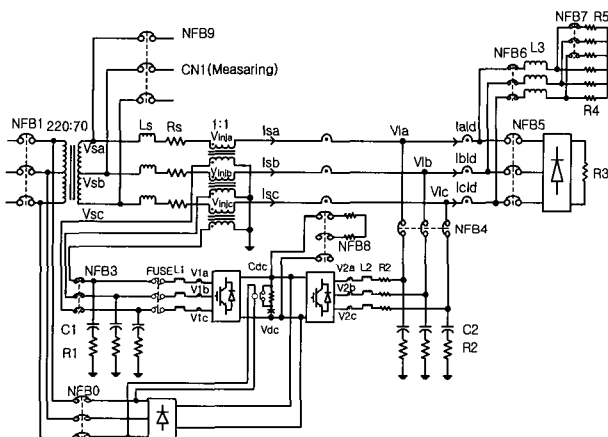 NFB9
CN1(Measaring)
NFB7
R5
NFB6
L3
R4
NFB1
220:70
Vsa
Vsb
Vsc
Ls
Rs
1:1
Vinja
Vinjb
Vinjc
Isa
Isb
Isc
Vla
Vlb
Vlc
Iald
Ibld
Icld
NFB5
R3
NFB4
NFB8
NFB3
FUSE
L1
V1a
V1b
V1c
Cdc
Vdc
V2a
V2b
V2c
L2
R2
C1
R1
C2
R2
NFB0